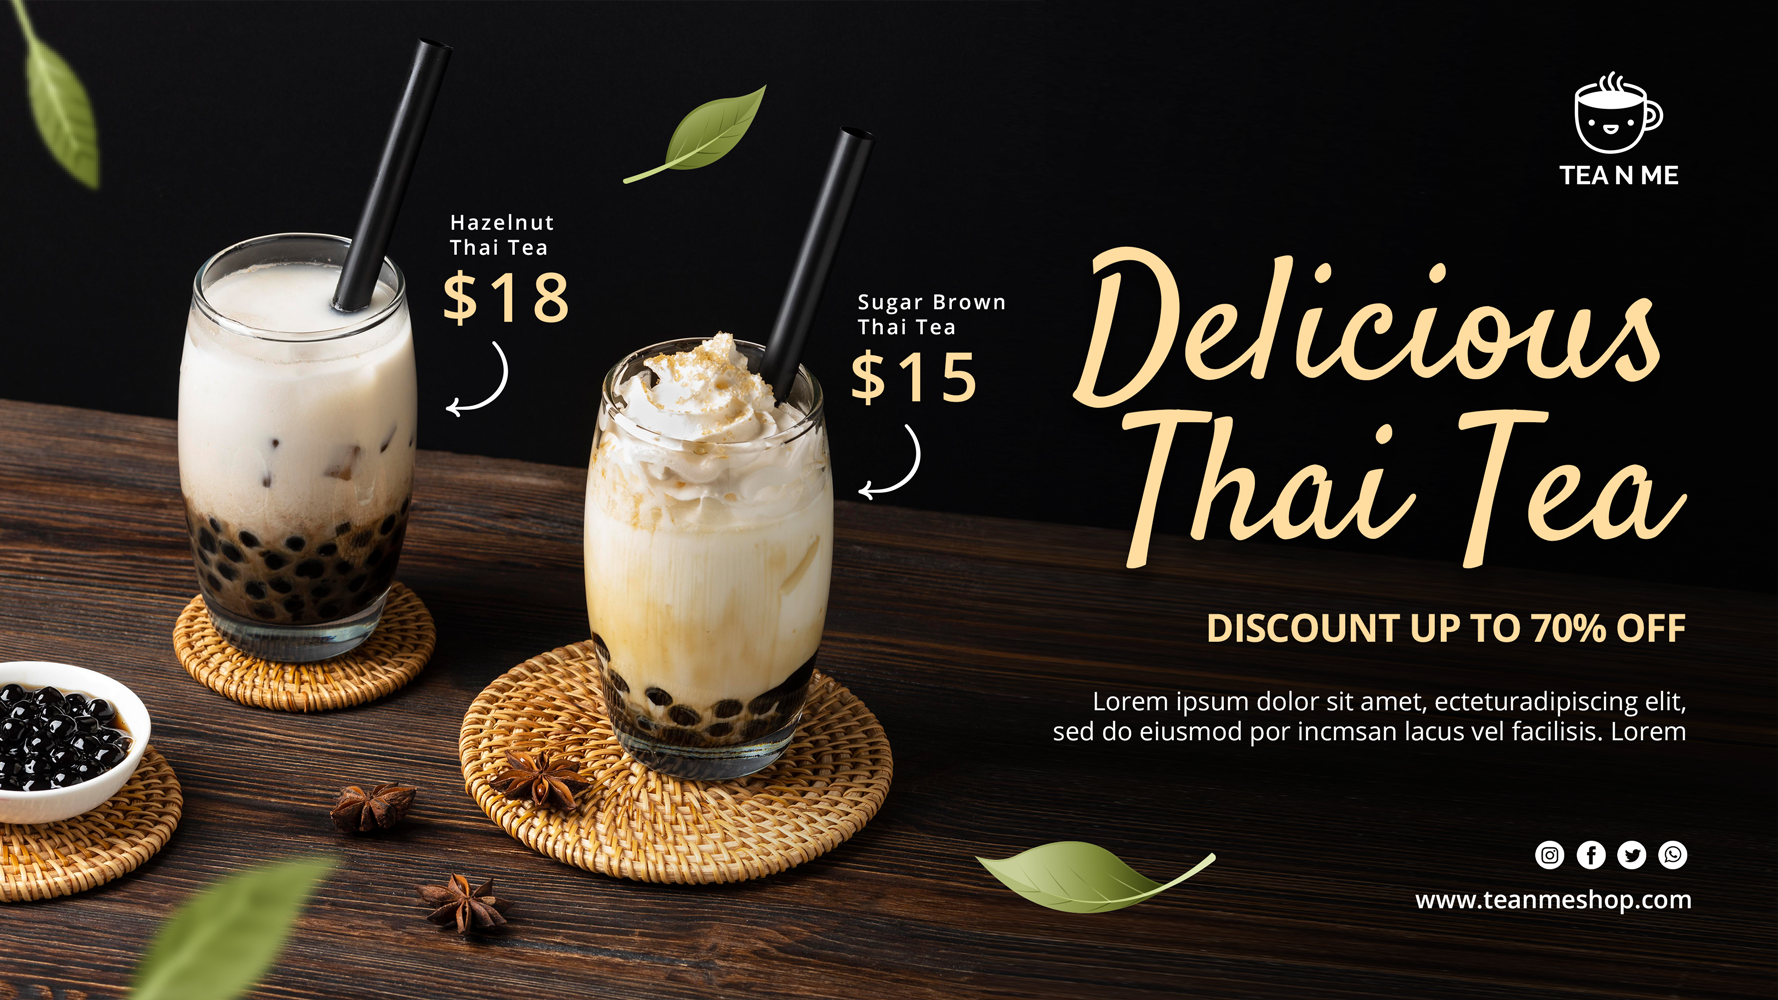 TEA N ME
Hazelnut
Thai Tea
$18
Sugar Brown
Thai Tea
$15
Delicious
Thai Tea
DISCOUNT UP TO 70% OFF
Lorem ipsum dolor sit amet, ecteturadipiscing elit,
sed do eiusmod por incmsan lacus vel facilisis. Lorem
www.teanmeshop.com